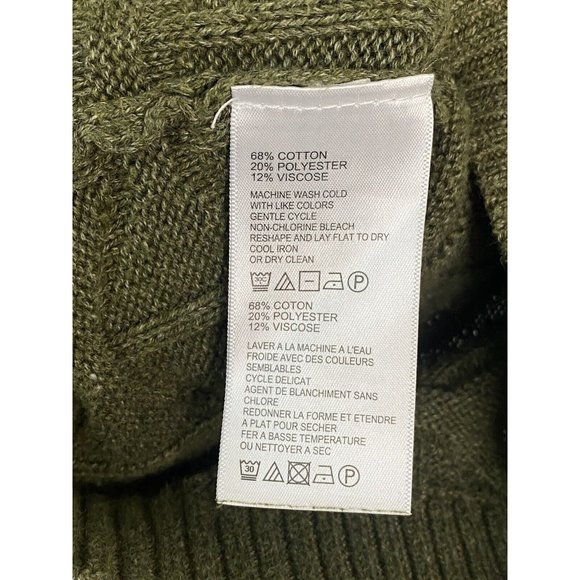 68% COTTON
20% POLYESTER
12% VISCOSE
MACHINE WASH COLD
WITH LIKE COLORS
GENTLE CYCLE
NON-CHLORINE BLEACH
RESHAPE AND LAY FLAT TO DRY
COOL IRON
OR DRY CLEAN
30C P
68% COTON
20% POLYESTER
12% VISCOSE
LAVER A LA MACHINE A L'EAU
FROIDE AVEC DES COULEURS
SEMBLABLES
CYCLE DELICAT
AGENT DE BLANCHIMENT SANS
CHLORE
REDONNER LA FORME ET ETENDRE
A PLAT POUR SECHER
FER A BASSE TEMPERATURE
OU NETTOYER A SEC
30 P